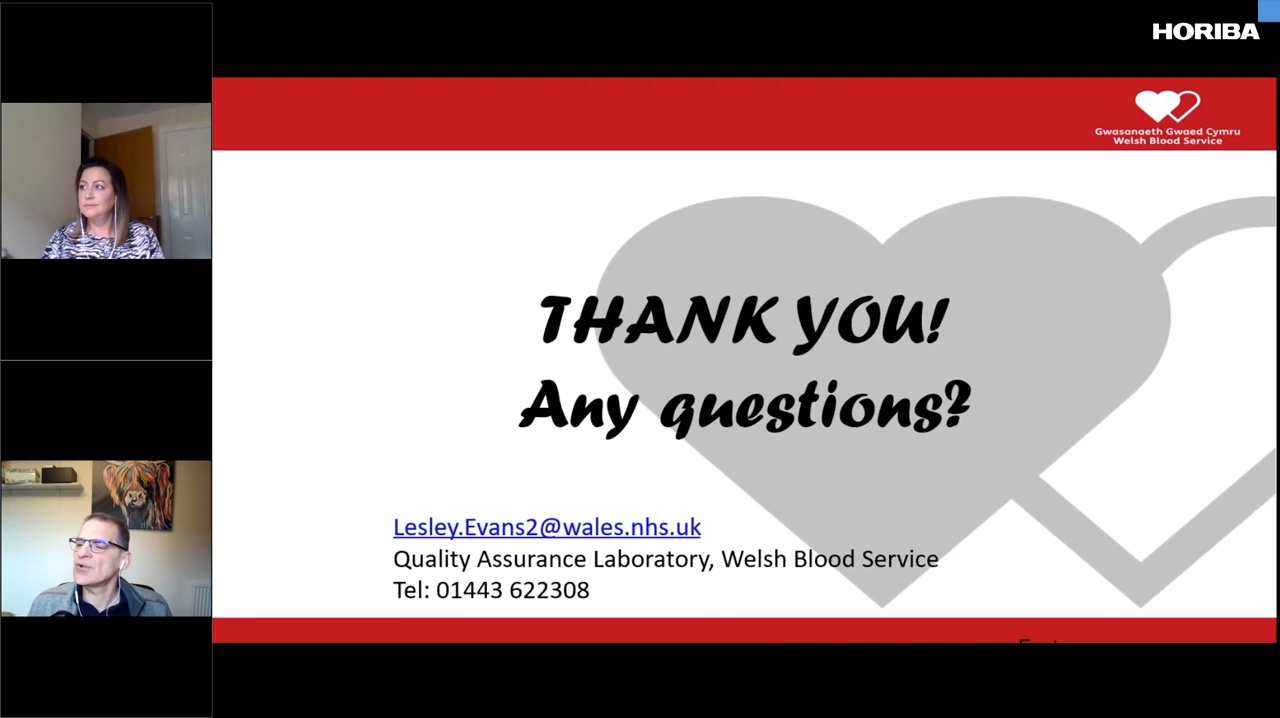 HORIBA
Gwasanaeth Gwaed Cymru
Welsh Blood Service
THANK YOU!
Any questions?
Lesley.Evans2@wales.nhs.uk
Quality Assurance Laboratory, Welsh Blood Service
Tel: 01443 622308